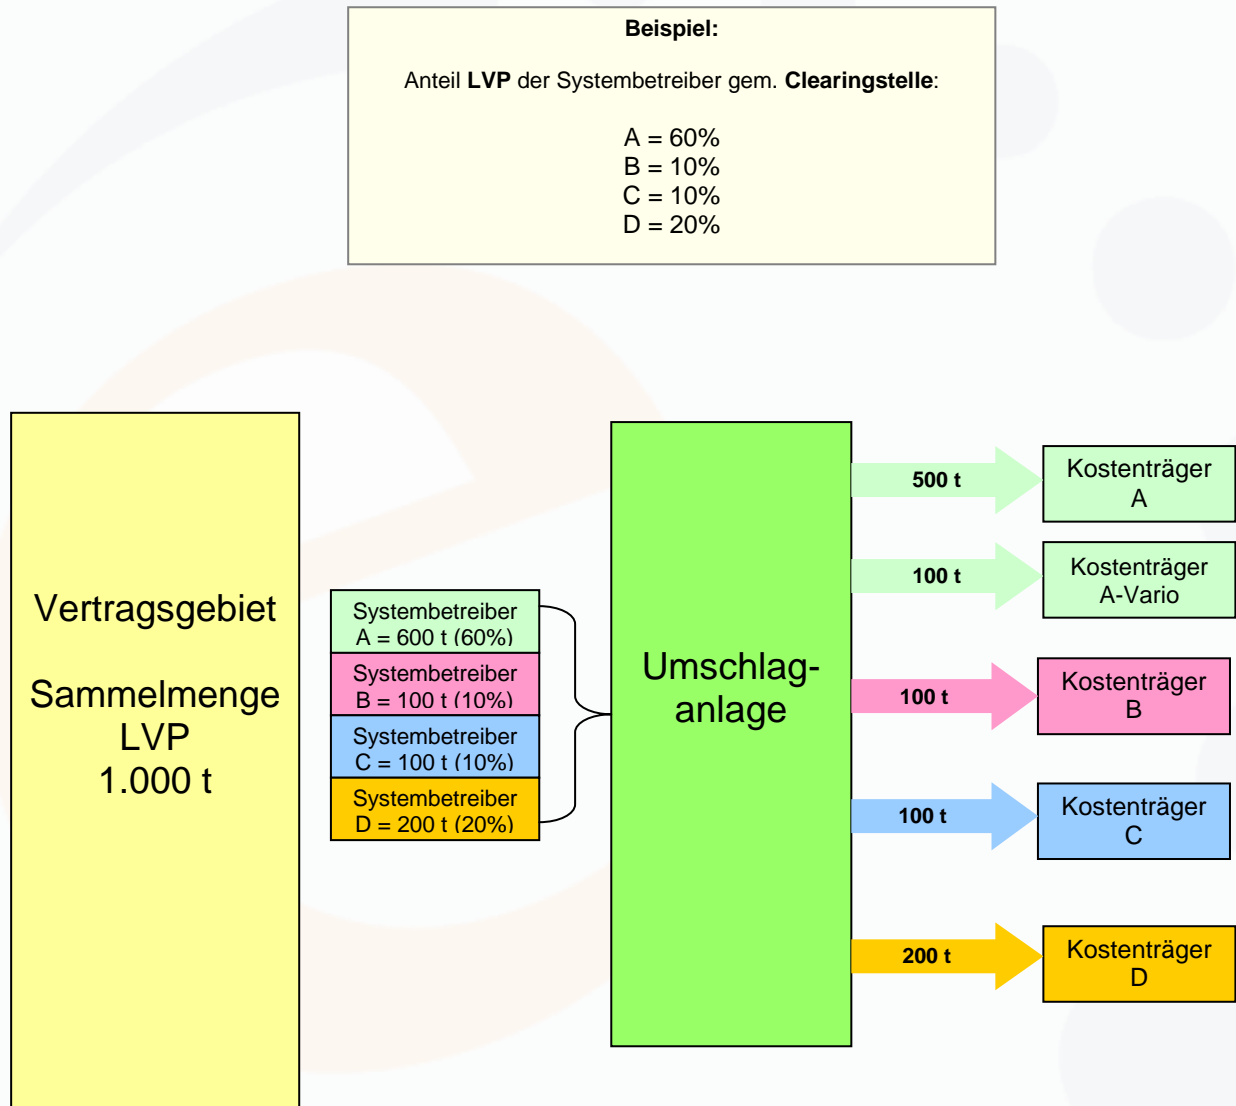 Beispiel:
Anteil LVP der Systembetreiber gem. Clearingstelle:
A = 60%
B = 10%
C = 10%
D = 20%
Vertragsgebiet
Sammelmenge
LVP
1.000 t
Systembetreiber
A = 600 t (60%)
Systembetreiber
B = 100 t (10%)
Systembetreiber
C = 100 t (10%)
Systembetreiber
D = 200 t (20%)
Umschlag-
anlage
500 t
Kostenträger
A
100 t
Kostenträger
A-Vario
100 t
Kostenträger
B
100 t
Kostenträger
C
200 t
Kostenträger
D